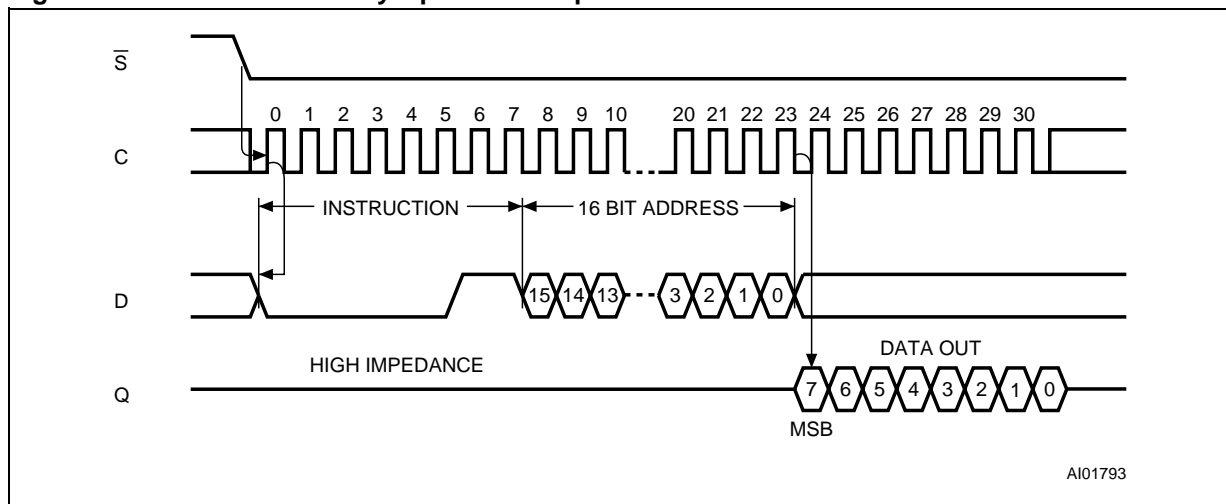 S̅
0 1 2 3 4 5 6 7 8 9 10 20 21 22 23 24 25 26 27 28 29 30
C
INSTRUCTION 16 BIT ADDRESS
D
15 14 13 3 2 1 0
HIGH IMPEDANCE
DATA OUT
Q
7 6 5 4 3 2 1 0
MSB
AI01793